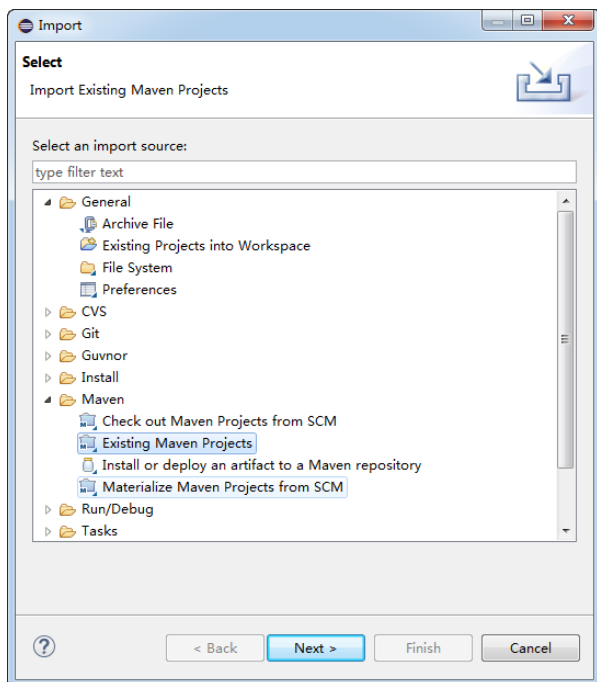 Import
Select
Import Existing Maven Projects
Select an import source:
type filter text
General
Archive File
Existing Projects into Workspace
File System
Preferences
CVS
Git
Guvnor
Install
Maven
Check out Maven Projects from SCM
Existing Maven Projects
Install or deploy an artifact to a Maven repository
Materialize Maven Projects from SCM
Run/Debug
Tasks
? < Back Next > Finish Cancel